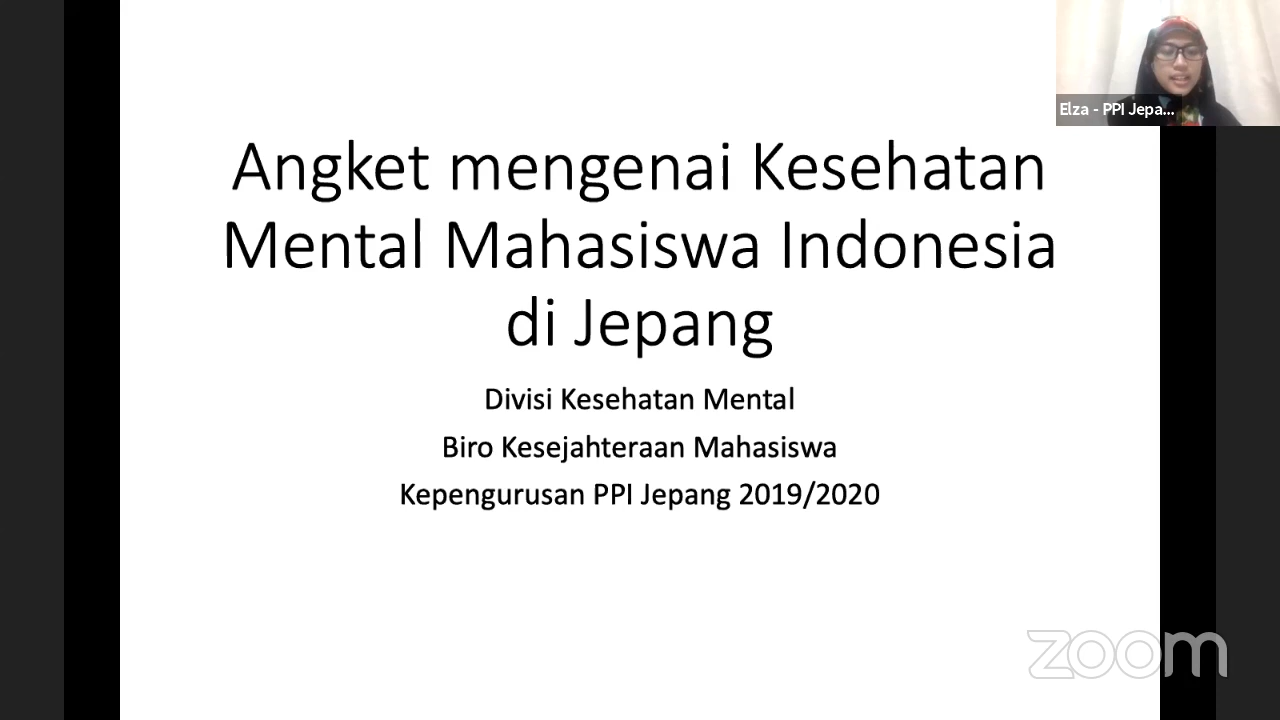 Elza - PPI Jepa...
Angket mengenai Kesehatan
Mental Mahasiswa Indonesia
di Jepang
Divisi Kesehatan Mental
Biro Kesejahteraan Mahasiswa
Kepengurusan PPI Jepang 2019/2020
zoom